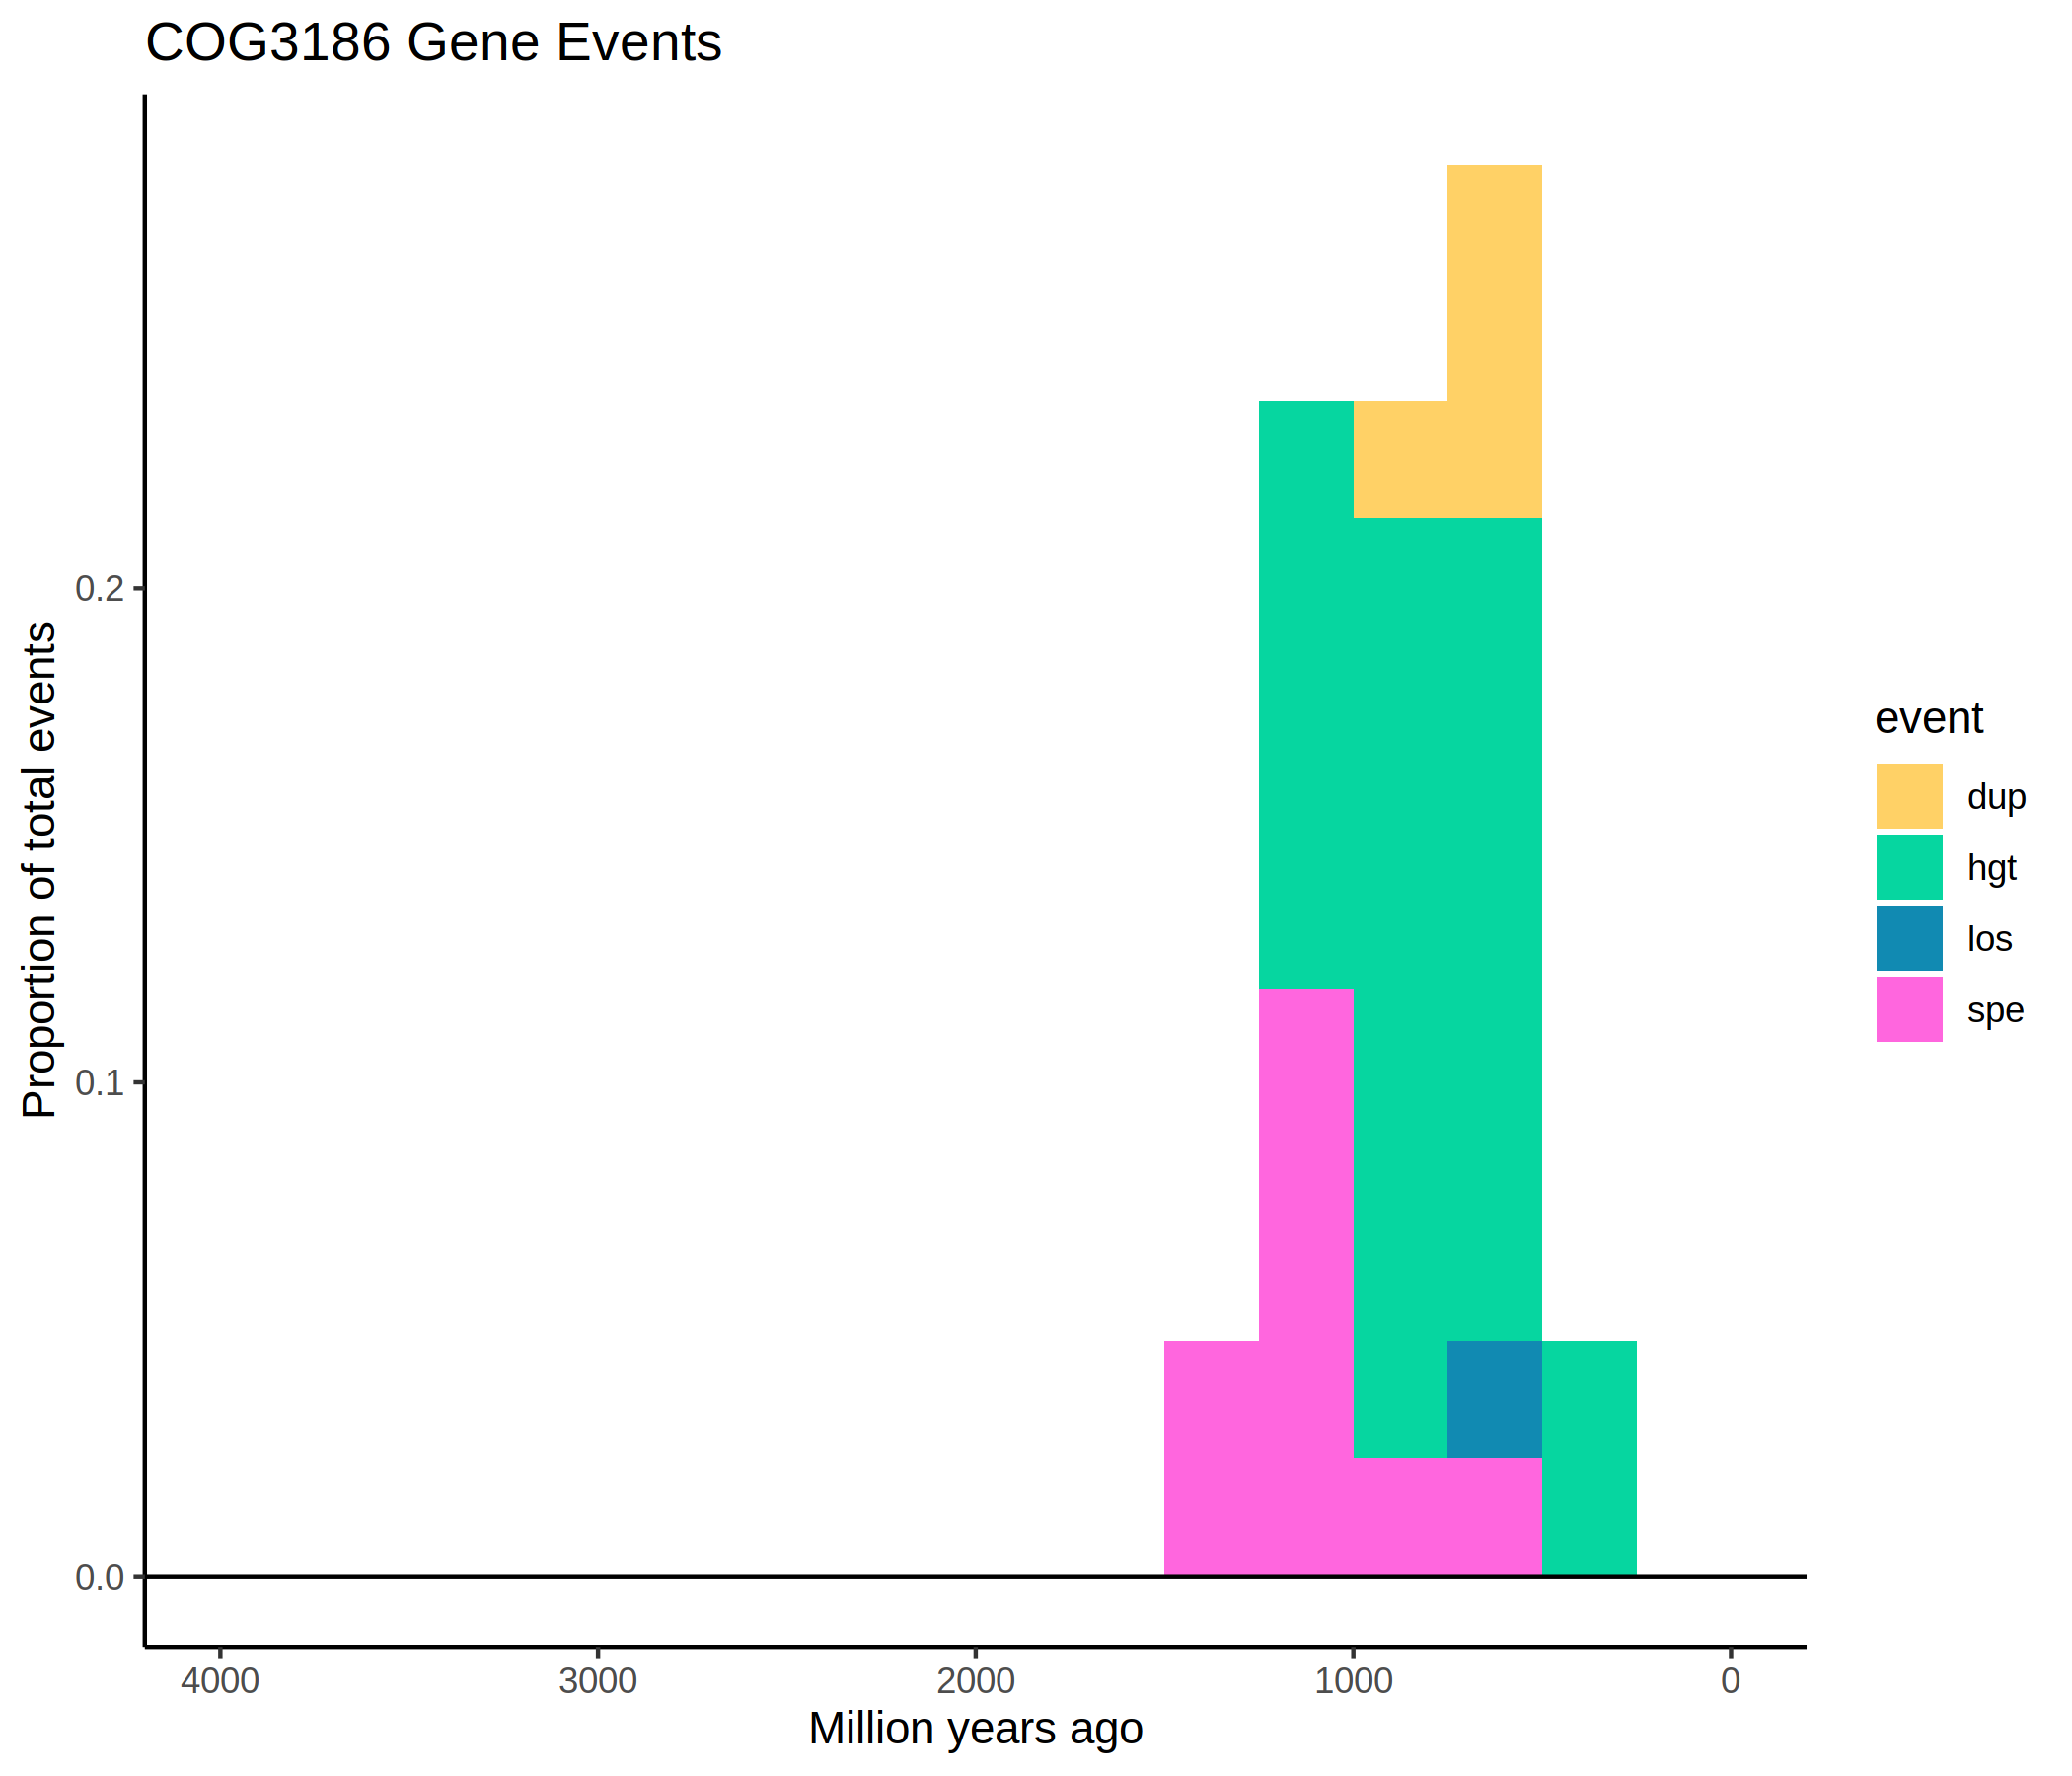 COG3186 Gene Events
Proportion of total events
0.2
0.1
0.0
4000 3000 2000 1000 0
Million years ago
event
dup
hgt
los
spe